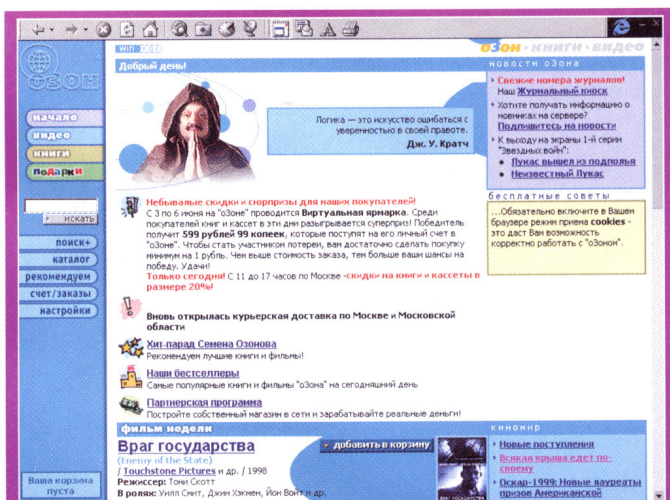 WIN
оЗон - книги - видео
оЗОН
начало
видео
книги
подарки
искать
поиск+
каталог
рекомендуем
счет/заказы
настройки
Ваша корзина
пуста
Добрый день!
Логика — это искусство ошибаться с
уверенностью в своей правоте.
Дж. У. Кратч
Небывалые скидки и сюрпризы для наших покупателей!
С 3 по 6 июня на "оЗоне" проводится Виртуальная ярмарка. Среди
покупателей книг и кассет в эти дни разыгрывается суперприз! Победитель
получит 599 рублей 99 копеек, которые поступят на его личный счет в
"оЗоне". Чтобы стать участником лотереи, вам достаточно сделать покупку
минимум на 1 рубль. Чем выше стоимость заказа, тем больше ваши шансы на
победу. Удачи!
Только сегодня! С 11 до 17 часов по Москве -скидки на книги и кассеты в
размере 20%!
Вновь открылась курьерская доставка по Москве и Московской
области
Хит-парад Семена Озонова
Рекомендуем лучшие книги и фильмы!
Наши бестселлеры
Самые популярные книги и фильмы "оЗона" на сегодняшний день
Партнерская программа
Постройте собственный магазин в сети и зарабатывайте реальные деньги!
фильм недели
Враг государства
добавить в корзину
(Enemy of the State)
/ Touchstone Pictures и др. / 1998
Режиссер: Тони Скотт
В ролях: Уилл Смит, Джин Хэкмен, Йон Войт и др.
новости оЗона
Свежие номера журналов!
Наш Журнальный киоск
Хотите получать информацию о
новинках на сервере?
Подпишитесь на новости
К выходу на экраны 1-й серии
"Звездных войн":
Лукас вышел из подполья
Неизвестный Лукас
бесплатные советы
...Обязательно включите в Вашем
браузере режим приема cookies -
это даст Вам возможность
корректно работать с "оЗоном".
киномир
Новые поступления
Всякая крыша едет по-
своему
Оскар-1999: Новые лауреаты
призов Американской